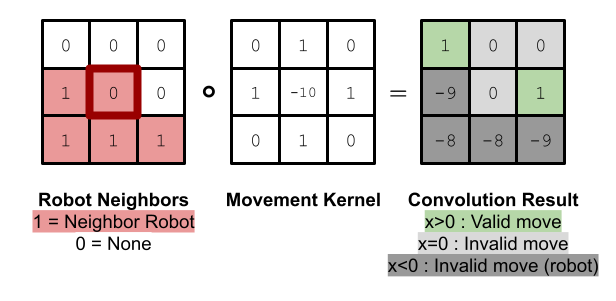 0 0 0 0 1 0 1 0 0
1 0 0 ∘ 1 -10 1 = -9 0 1
1 1 1 0 1 0 -8 -8 -9
Robot Neighbors Movement Kernel Convolution Result
1 = Neighbor Robot x>0 : Valid move
0 = None x=0 : Invalid move
x<0 : Invalid move (robot)